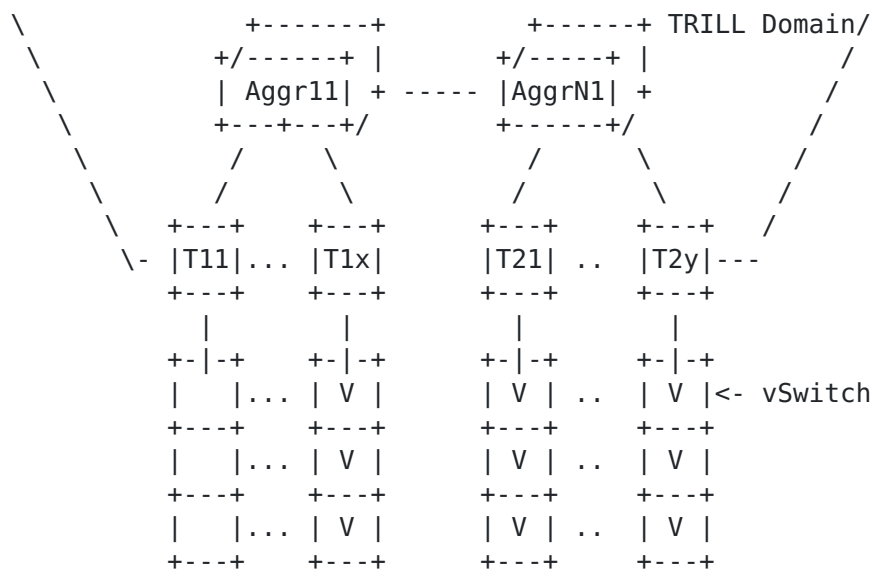 \               +-------+         +------+ TRILL Domain/
 \            +/------+ |       +/-----+ |            /
  \           | Aggr11| + ----- |AggrN1| +           /
   \          +---+---+/        +------+/           /
    \          /     \            /      \         /
     \        /       \          /        \       /
      \    +---+    +---+      +---+     +---+   /
       \- |T11|... |T1x|      |T21| ..  |T2y|---
           +---+    +---+      +---+     +---+
             |        |          |         |
           +-|-+    +-|-+      +-|-+     +-|-+
           |   |... | V |      | V | ..  | V |<- vSwitch
           +---+    +---+      +---+     +---+
           |   |... | V |      | V | ..  | V |
           +---+    +---+      +---+     +---+
           |   |... | V |      | V | ..  | V |
           +---+    +---+      +---+     +---+